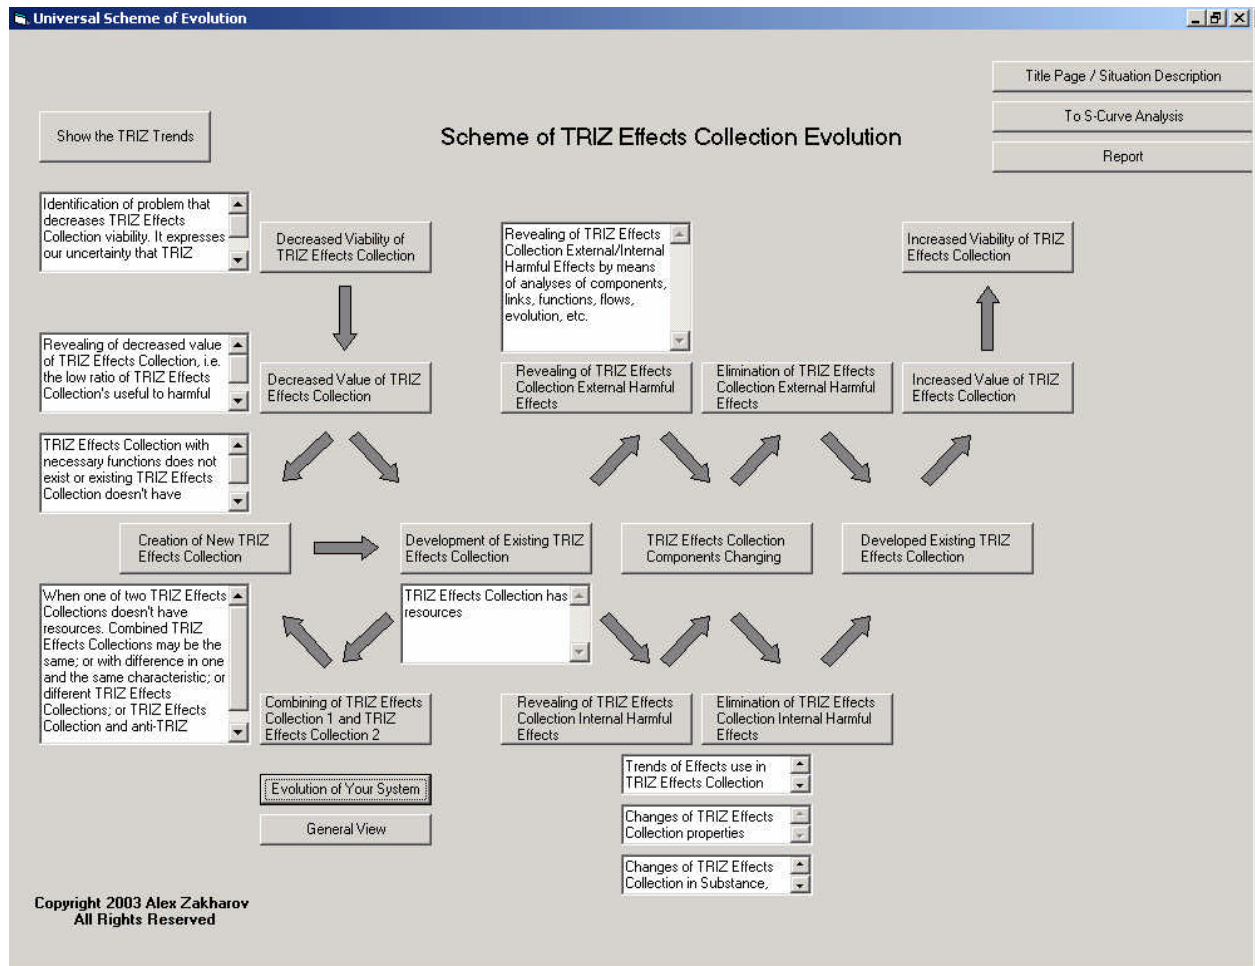 Universal Scheme of Evolution
Title Page / Situation Description
Show the TRIZ Trends
Scheme of TRIZ Effects Collection Evolution
To S-Curve Analysis
Report
Identification of problem that
decreases TRIZ Effects
Collection viability. It expresses
our uncertainty that TRIZ
Decreased Viability of
TRIZ Effects Collection
Revealing of TRIZ Effects
Collection External/Internal
Harmful Effects by means
of analyses of components,
links, functions, flows,
evolution, etc.
Increased Viability of TRIZ
Effects Collection
Revealing of decreased value
of TRIZ Effects Collection, i.e.
the low ratio of TRIZ Effects
Collection's useful to harmful
Decreased Value of TRIZ
Effects Collection
Revealing of TRIZ Effects
Collection External Harmful
Effects
Elimination of TRIZ Effects
Collection External Harmful
Effects
Increased Value of TRIZ
Effects Collection
TRIZ Effects Collection with
necessary functions does not
exist or existing TRIZ Effects
Collection doesn't have
Creation of New TRIZ
Effects Collection
Development of Existing TRIZ
Effects Collection
TRIZ Effects Collection
Components Changing
Developed Existing TRIZ
Effects Collection
When one of two TRIZ Effects
Collections doesn't have
resources. Combined TRIZ
Effects Collections may be the
same; or with difference in one
and the same characteristic; or
different TRIZ Effects
Collections; or TRIZ Effects
Collection and anti-TRIZ
TRIZ Effects Collection has
resources
Combining of TRIZ Effects
Collection 1 and TRIZ
Effects Collection 2
Revealing of TRIZ Effects
Collection Internal Harmful
Effects
Elimination of TRIZ Effects
Collection Internal Harmful
Effects
Evolution of Your System
General View
Trends of Effects use in
TRIZ Effects Collection
Changes of TRIZ Effects
Collection properties
Changes of TRIZ Effects
Collection in Substance,
Copyright 2003 Alex Zakharov
All Rights Reserved